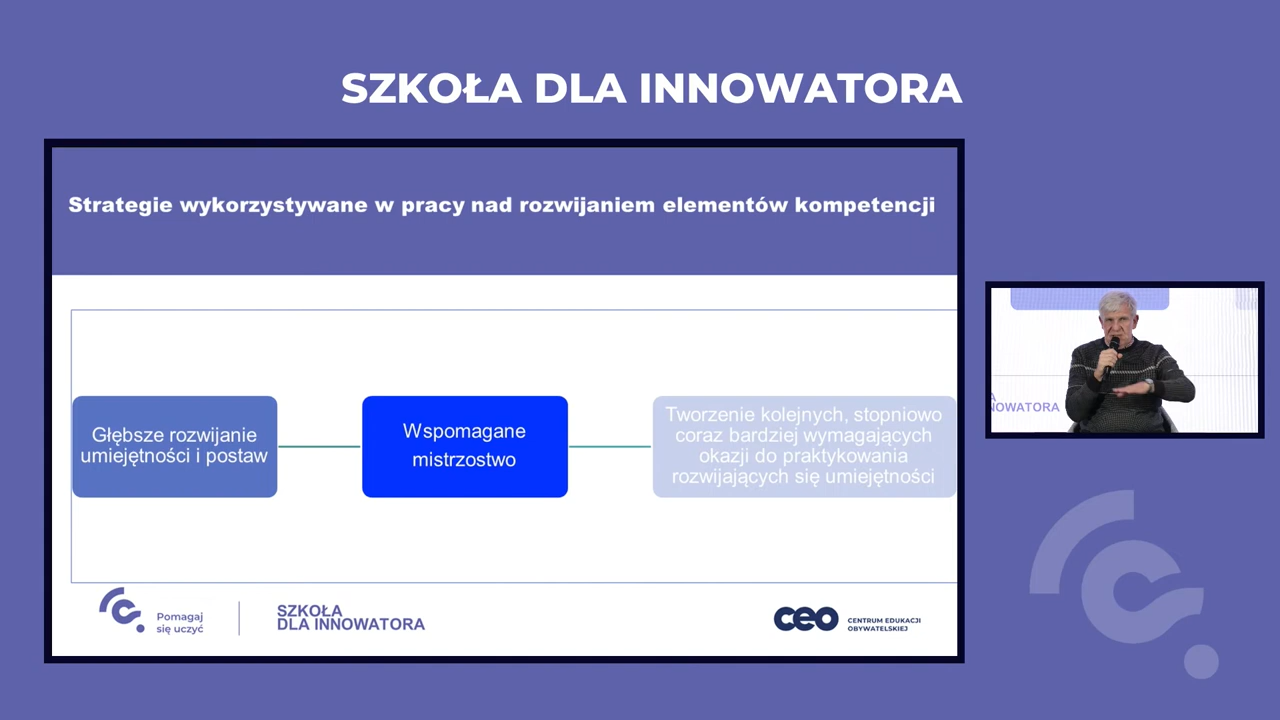 SZKOŁA DLA INNOWATORA
Strategie wykorzystywane w pracy nad rozwijaniem elementów kompetencji
Głębsze rozwijanie
umiejętności i postaw
Wspomagane
mistrzostwo
Tworzenie kolejnych, stopniowo
coraz bardziej wymagających
okazji do praktykowania
rozwijających się umiejętności
Pomagaj
się uczyć
SZKOŁA
DLA INNOWATORA
ceo
CENTRUM EDUKACJI
OBYWATELSKIEJ
A
NOWATORA